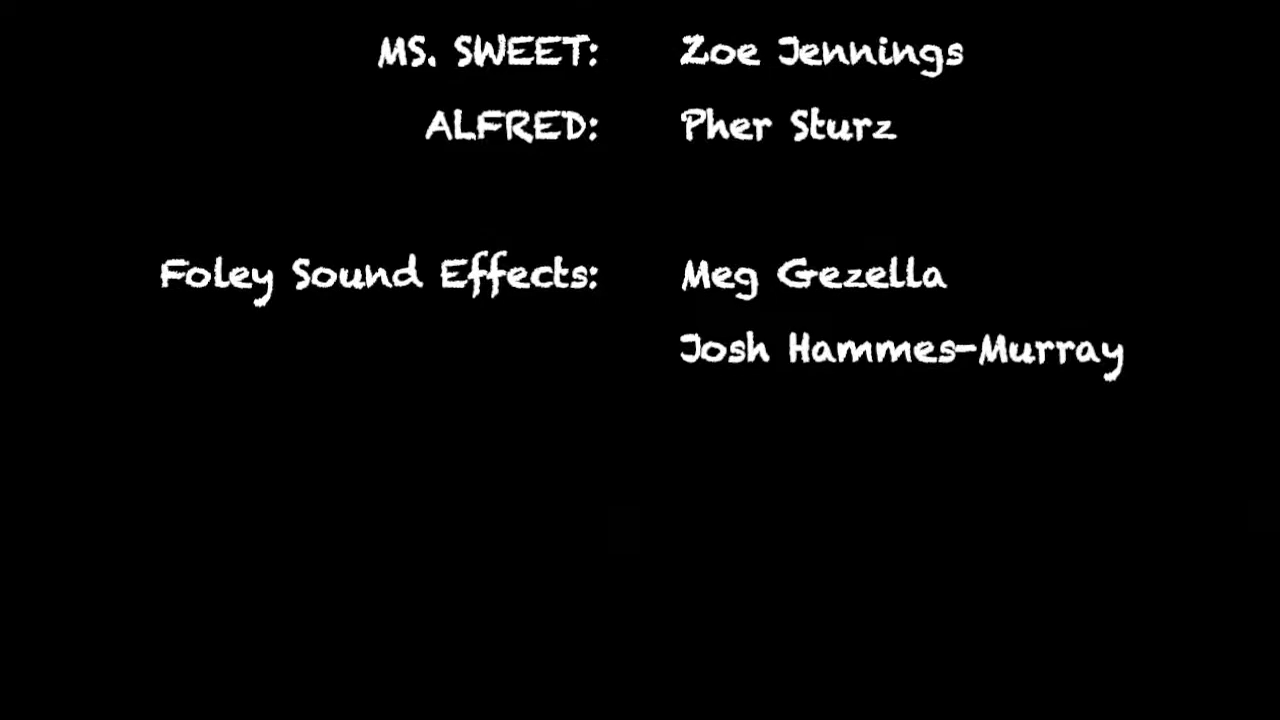 MS. SWEET: Zoe Jennings
ALFRED: Pher Sturz
Foley Sound Effects: Meg Gezella
Josh Hammes-Murray